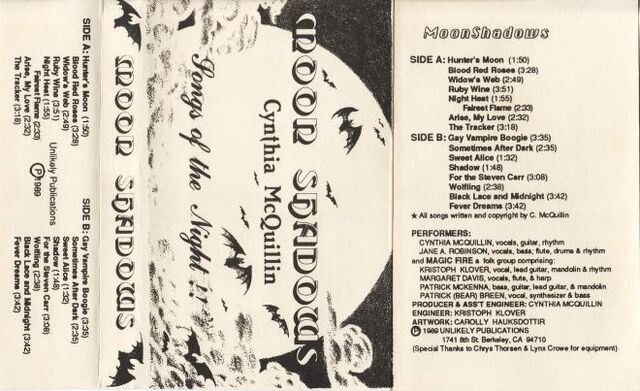 SIDE A: Hunter's Moon (1:50)
Blood Red Roses (3:28)
Widow's Web (2:49)
Ruby Wine (3:51)
Night Heat (1:55)
Fairest Flame (2:33)
Arise, My Love (2:32)
The Tracker (3:18)
Unlikely Publications
Ⓟ1989
SIDE B: Gay Vampire Boogie (3:35)
Sometimes After Dark (2:35)
Sweet Alice (1:32)
Shadow (1:48)
For the Steven Carr (3:08)
Wolfling (2:38)
Black Lace and Midnight (3:42)
Fever Dreams (3:42)
MOON SHADOWS
MOON SHADOWS
Cynthia McQuillin
Songs of the Night
MoonShadows
SIDE A: Hunter's Moon (1:50)
Blood Red Roses (3:28)
Widow's Web (2:49)
Ruby Wine (3:51)
Night Heat (1:55)
Fairest Flame (2:33)
Arise, My Love (2:32)
The Tracker (3:18)
SIDE B: Gay Vampire Boogie (3:35)
Sometimes After Dark (2:35)
Sweet Alice (1:32)
Shadow (1:48)
For the Steven Carr (3:08)
Wolfling (2:38)
Black Lace and Midnight (3:42)
Fever Dreams (3:42)
★ All songs written and copyright by C. McQuillin
PERFORMERS:
CYNTHIA MCQUILLIN, vocals, guitar, rhythm
JANE A. ROBINSON, vocals, bass, flute, drums & rhythm
and MAGIC FIRE a folk group comprising:
KRISTOPH KLOVER, vocal, lead guitar, mandolin & rhythm
MARGARET DAVIS, vocals, flute, & harp
PATRICK MCKENNA, bass, guitar, lead guitar, & mandolin
PATRICK (BEAR) BREEN, vocal, synthesizer & bass
PRODUCER & ASS'T ENGINEER: CYNTHIA MCQUILLIN
ENGINEER: KRISTOPH KLOVER
ARTWORK: CAROLLY HAUKSDOTTIR
Ⓟ 1989 UNLIKELY PUBLICATIONS
1741 8th St. Berkeley, CA 94710
(Special Thanks to Chrys Thorsen & Lynx Crowe for equipment)